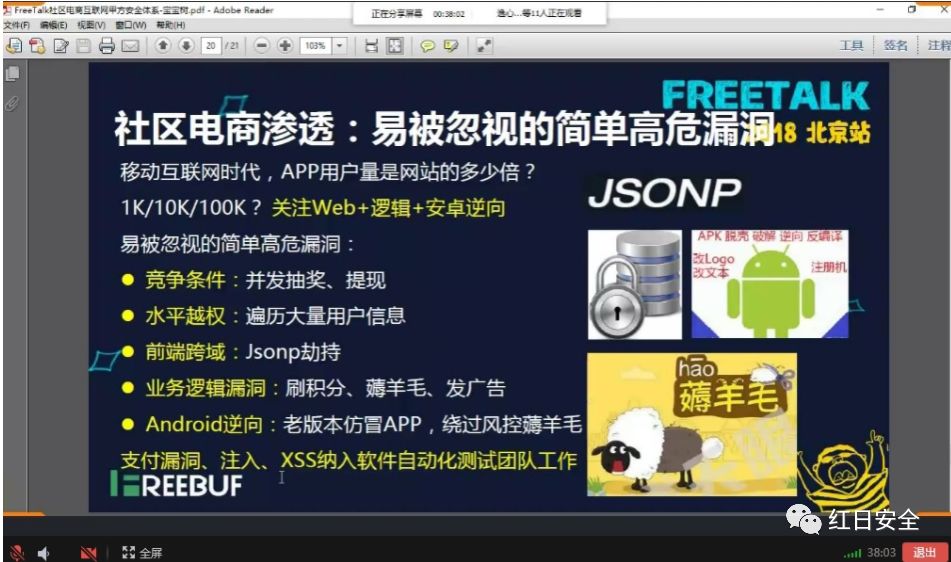 FreeTalk社区电商互联网甲方安全体系-宝宝树.pdf - Adobe Reader
正在分享屏幕 00:38:02 逸心...等11人正在观看
文件(F) 编辑(E) 视图(V) 窗口(W) 帮助(H)
20 / 21 103% 工具 签名 注释
FREETALK
社区电商渗透：易被忽视的简单高危漏洞
18 北京站
移动互联网时代，APP用户量是网站的多少倍？
1K/10K/100K？ 关注Web+逻辑+安卓逆向
易被忽视的简单高危漏洞：
● 竞争条件：并发抽奖、提现
● 水平越权：遍历大量用户信息
● 前端跨域：Jsonp劫持
● 业务逻辑漏洞：刷积分、薅羊毛、发广告
● Android逆向：老版本仿冒APP，绕过风控薅羊毛
支付漏洞、注入、XSS纳入软件自动化测试团队工作
JSONP
APK 脱壳 破解 逆向 反编译
改Logo
改文本
注册机
hāo
薅羊毛
FREEBUF
红日安全
全屏 38:03 退出